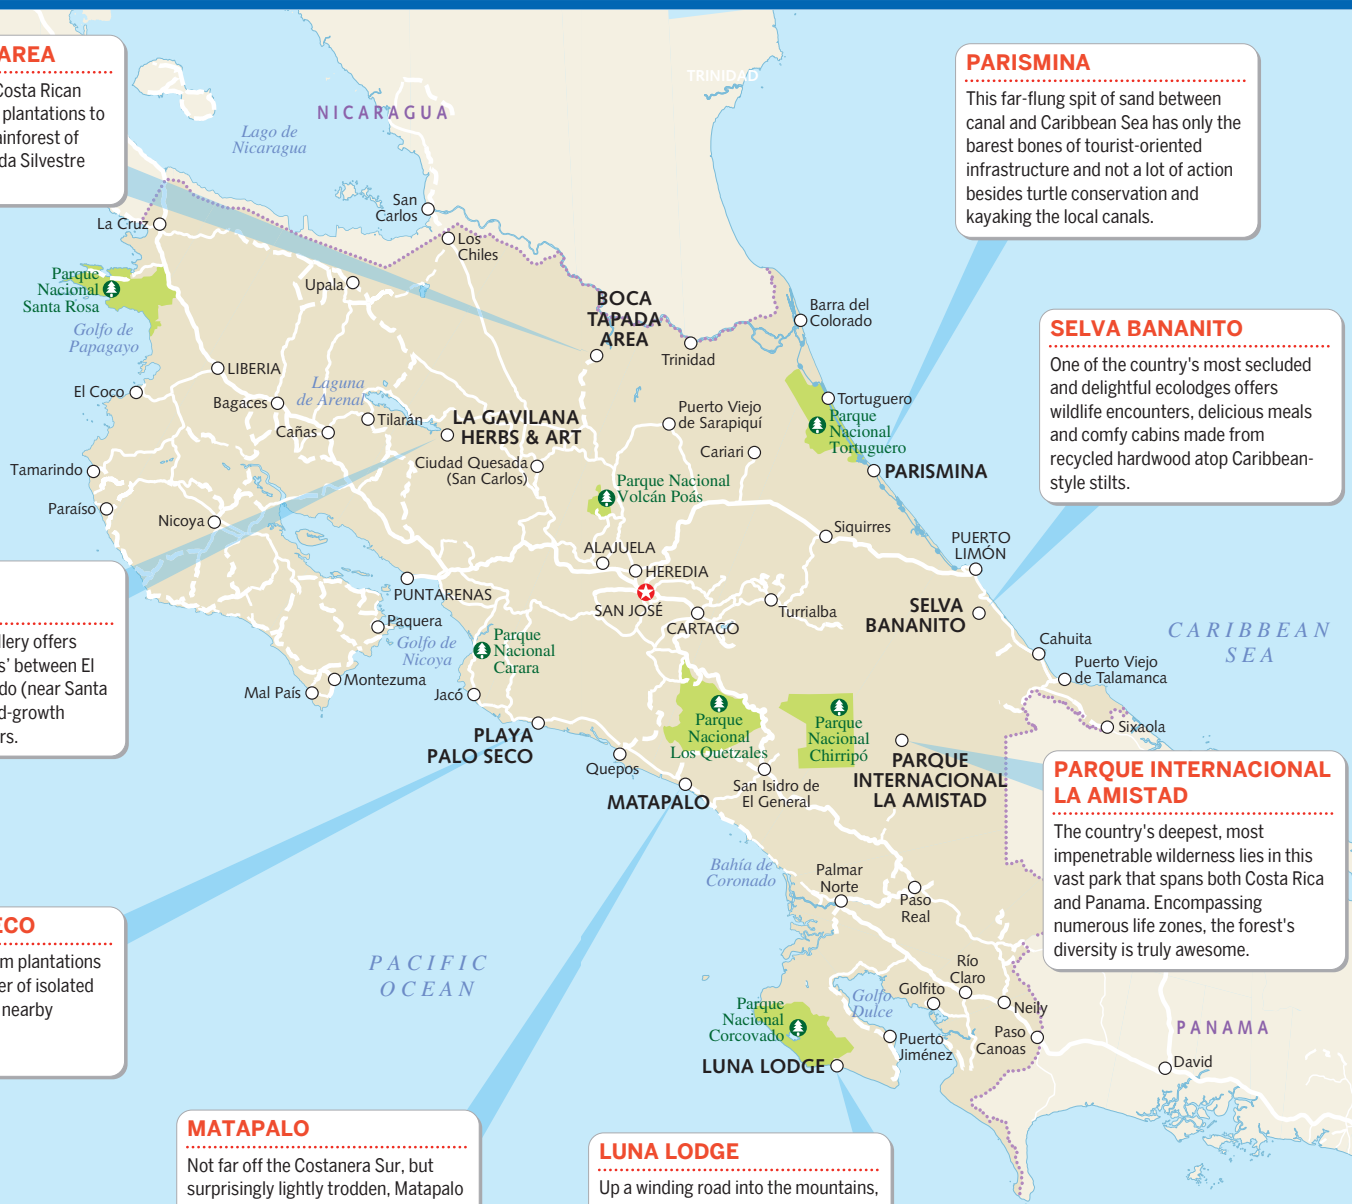 AREA
Costa Rican
plantations to
ainforest of
da Silvestre
TRINIDAD
NICARAGUA
Lago de
Nicaragua
PARISMINA
This far-flung spit of sand between
canal and Caribbean Sea has only the
barest bones of tourist-oriented
infrastructure and not a lot of action
besides turtle conservation and
kayaking the local canals.
San
Carlos
La Cruz
Los
Chiles
Parque
Nacional
Santa Rosa
Upala
Golfo de
Papagayo
BOCA
TAPADA
AREA
Trinidad
Barra del
Colorado
SELVA BANANITO
One of the country's most secluded
and delightful ecolodges offers
wildlife encounters, delicious meals
and comfy cabins made from
recycled hardwood atop Caribbean-
style stilts.
LIBERIA
El Coco
Bagaces
Laguna
de Arenal
Tilarán
Cañas
LA GAVILANA
HERBS & ART
Puerto Viejo
de Sarapiquí
Tortuguero
Parque
Nacional
Tortuguero
Cariari
Ciudad Quesada
(San Carlos)
Tamarindo
PARISMINA
Parque Nacional
Volcán Poás
Paraíso
Nicoya
Siquirres
PUERTO
LIMÓN
ALAJUELA
HEREDIA
PUNTARENAS
SAN JOSÉ
CARTAGO
Turrialba
SELVA
BANANITO
Paquera
Golfo de
Nicoya
Parque
Nacional
Carara
CARIBBEAN
SEA
Cahuita
Puerto Viejo
de Talamanca
llery offers
s' between El
do (near Santa
d-growth
rs.
Mal País
Montezuma
Jacó
Sixaola
PLAYA
PALO SECO
Parque
Nacional
Los Quetzales
Parque
Nacional
Chirripó
Quepos
San Isidro de
El General
PARQUE
INTERNACIONAL
LA AMISTAD
MATAPALO
PARQUE INTERNACIONAL
LA AMISTAD
The country's deepest, most
impenetrable wilderness lies in this
vast park that spans both Costa Rica
and Panama. Encompassing
numerous life zones, the forest's
diversity is truly awesome.
Bahía de
Coronado
Palmar
Norte
Paso
Real
ECO
m plantations
er of isolated
nearby
PACIFIC
OCEAN
Río
Claro
Golfito
Golfo
Dulce
Neily
Parque
Nacional
Corcovado
Puerto
Jiménez
Paso
Canoas
PANAMA
David
LUNA LODGE
MATAPALO
Not far off the Costanera Sur, but
surprisingly lightly trodden, Matapalo
LUNA LODGE
Up a winding road into the mountains,